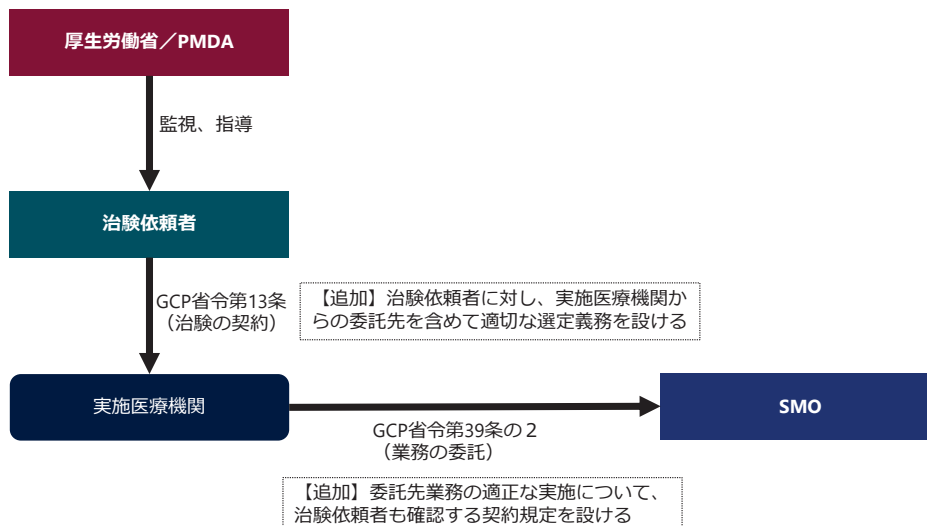 厚生労働省／PMDA
監視、指導
治験依頼者
GCP省令第13条
（治験の契約）
【追加】治験依頼者に対し、実施医療機関か
らの委託先を含めて適切な選定義務を設ける
実施医療機関
SMO
GCP省令第39条の２
（業務の委託）
【追加】委託先業務の適正な実施について、
治験依頼者も確認する契約規定を設ける